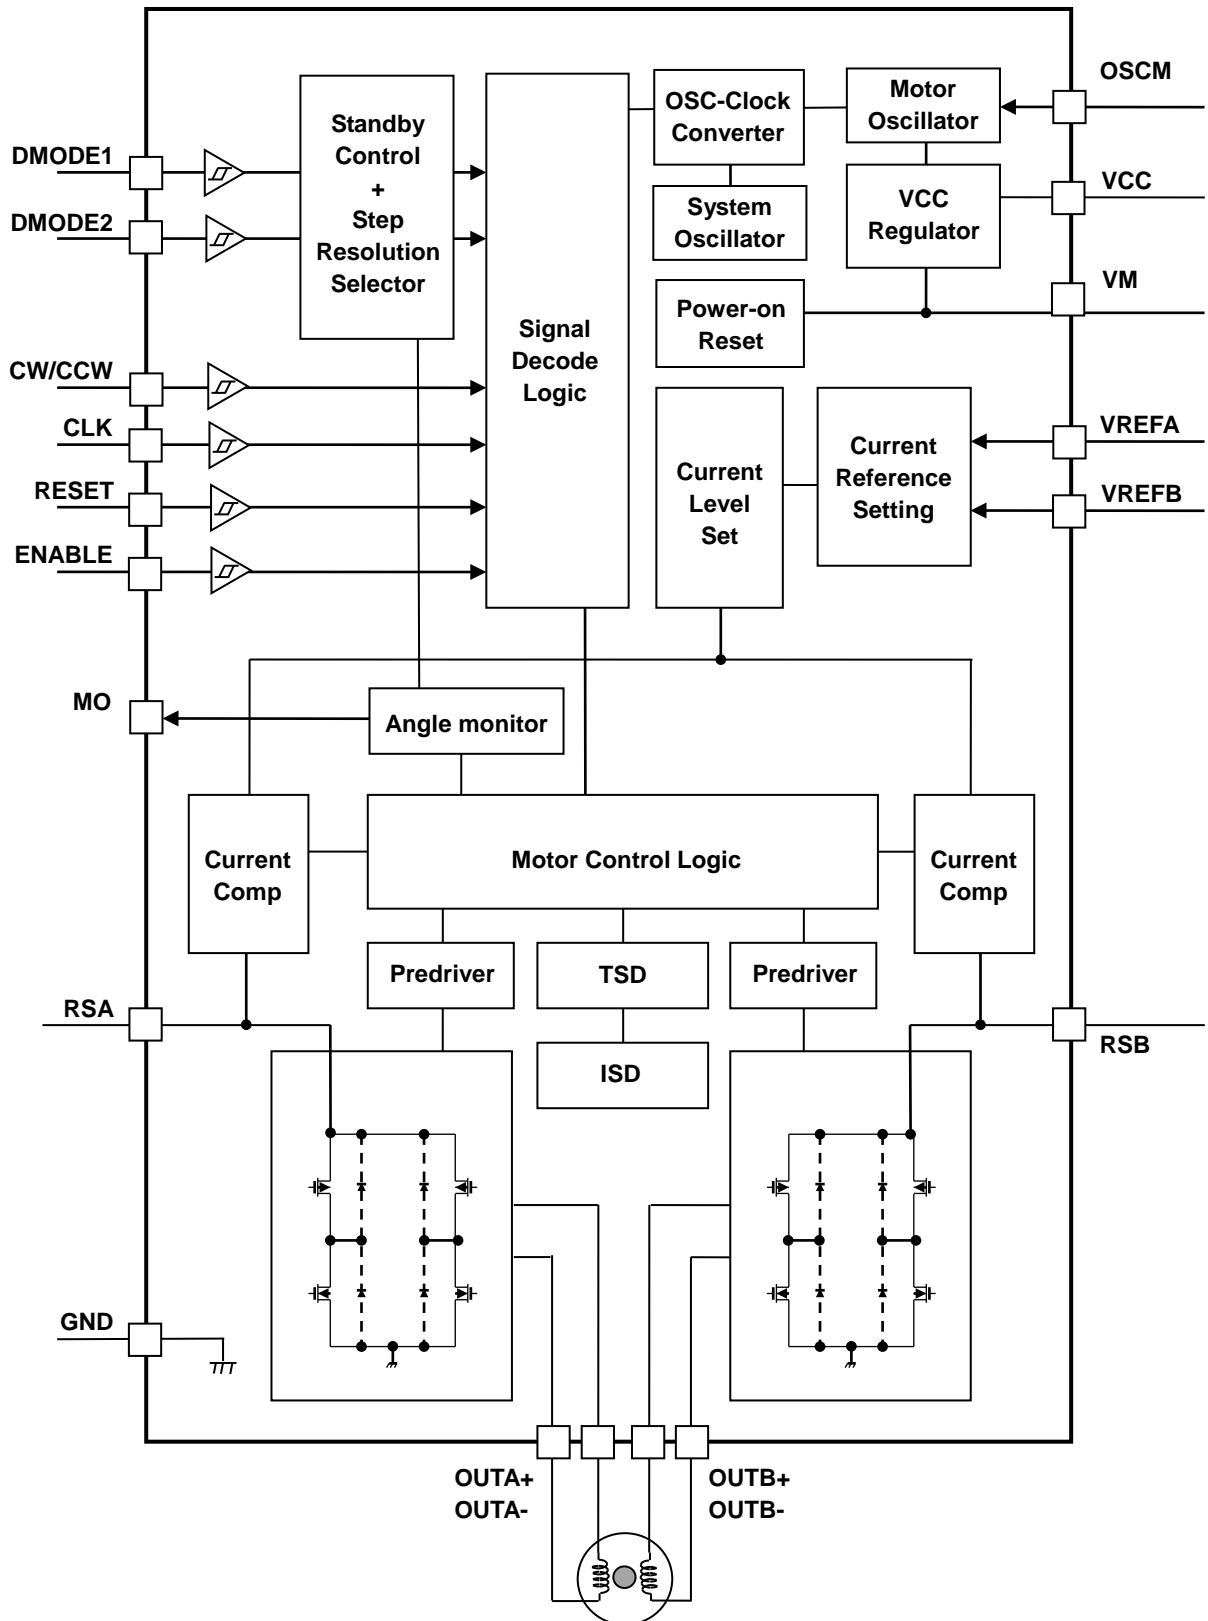 OSCM
OSC-Clock
Converter
Motor
Oscillator
Standby
Control
+
Step
Resolution
Selector
DMODE1
DMODE2
System
Oscillator
VCC
Regulator
VCC
VM
Power-on
Reset
Signal
Decode
Logic
CW/CCW
CLK
RESET
ENABLE
Current
Level
Set
Current
Reference
Setting
VREFA
VREFB
MO
Angle monitor
Current
Comp
Motor Control Logic
Current
Comp
Predriver
TSD
Predriver
RSA
ISD
RSB
GND
OUTA+
OUTA-
OUTB+
OUTB-